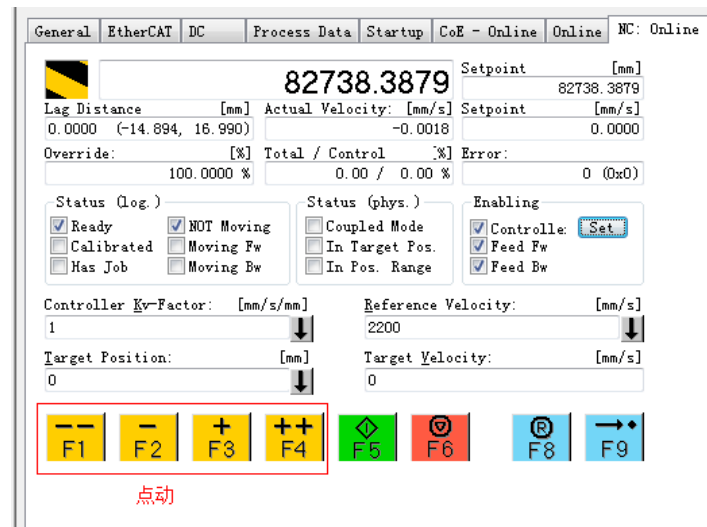 General EtherCAT DC Process Data Startup CoE - Online Online NC: Online
82738.3879 Setpoint [mm]
82738.3879
Lag Distance [mm] Actual Velocity: [mm/s] Setpoint [mm/s]
0.0000 (-14.894, 16.990) -0.0018 0.0000
Override: [%] Total / Control [%] Error:
100.0000 % 0.00 / 0.00 % 0 (0x0)
Status (log.) Status (phys.) Enabling
Ready NOT Moving Coupled Mode Controlle: Set
Calibrated Moving Fw In Target Pos. Feed Fw
Has Job Moving Bw In Pos. Range Feed Bw
Controller Kv-Factor: [mm/s/mm] Reference Velocity: [mm/s]
1 2200
Target Position: [mm] Target Velocity: [mm/s]
0 0
-- - + ++ R
F1 F2 F3 F4 F5 F6 F8 F9
点动